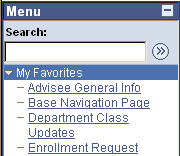 Menu
Search:
My Favorites
Advisee General Info
Base Navigation Page
Department Class
Updates
Enrollment Request